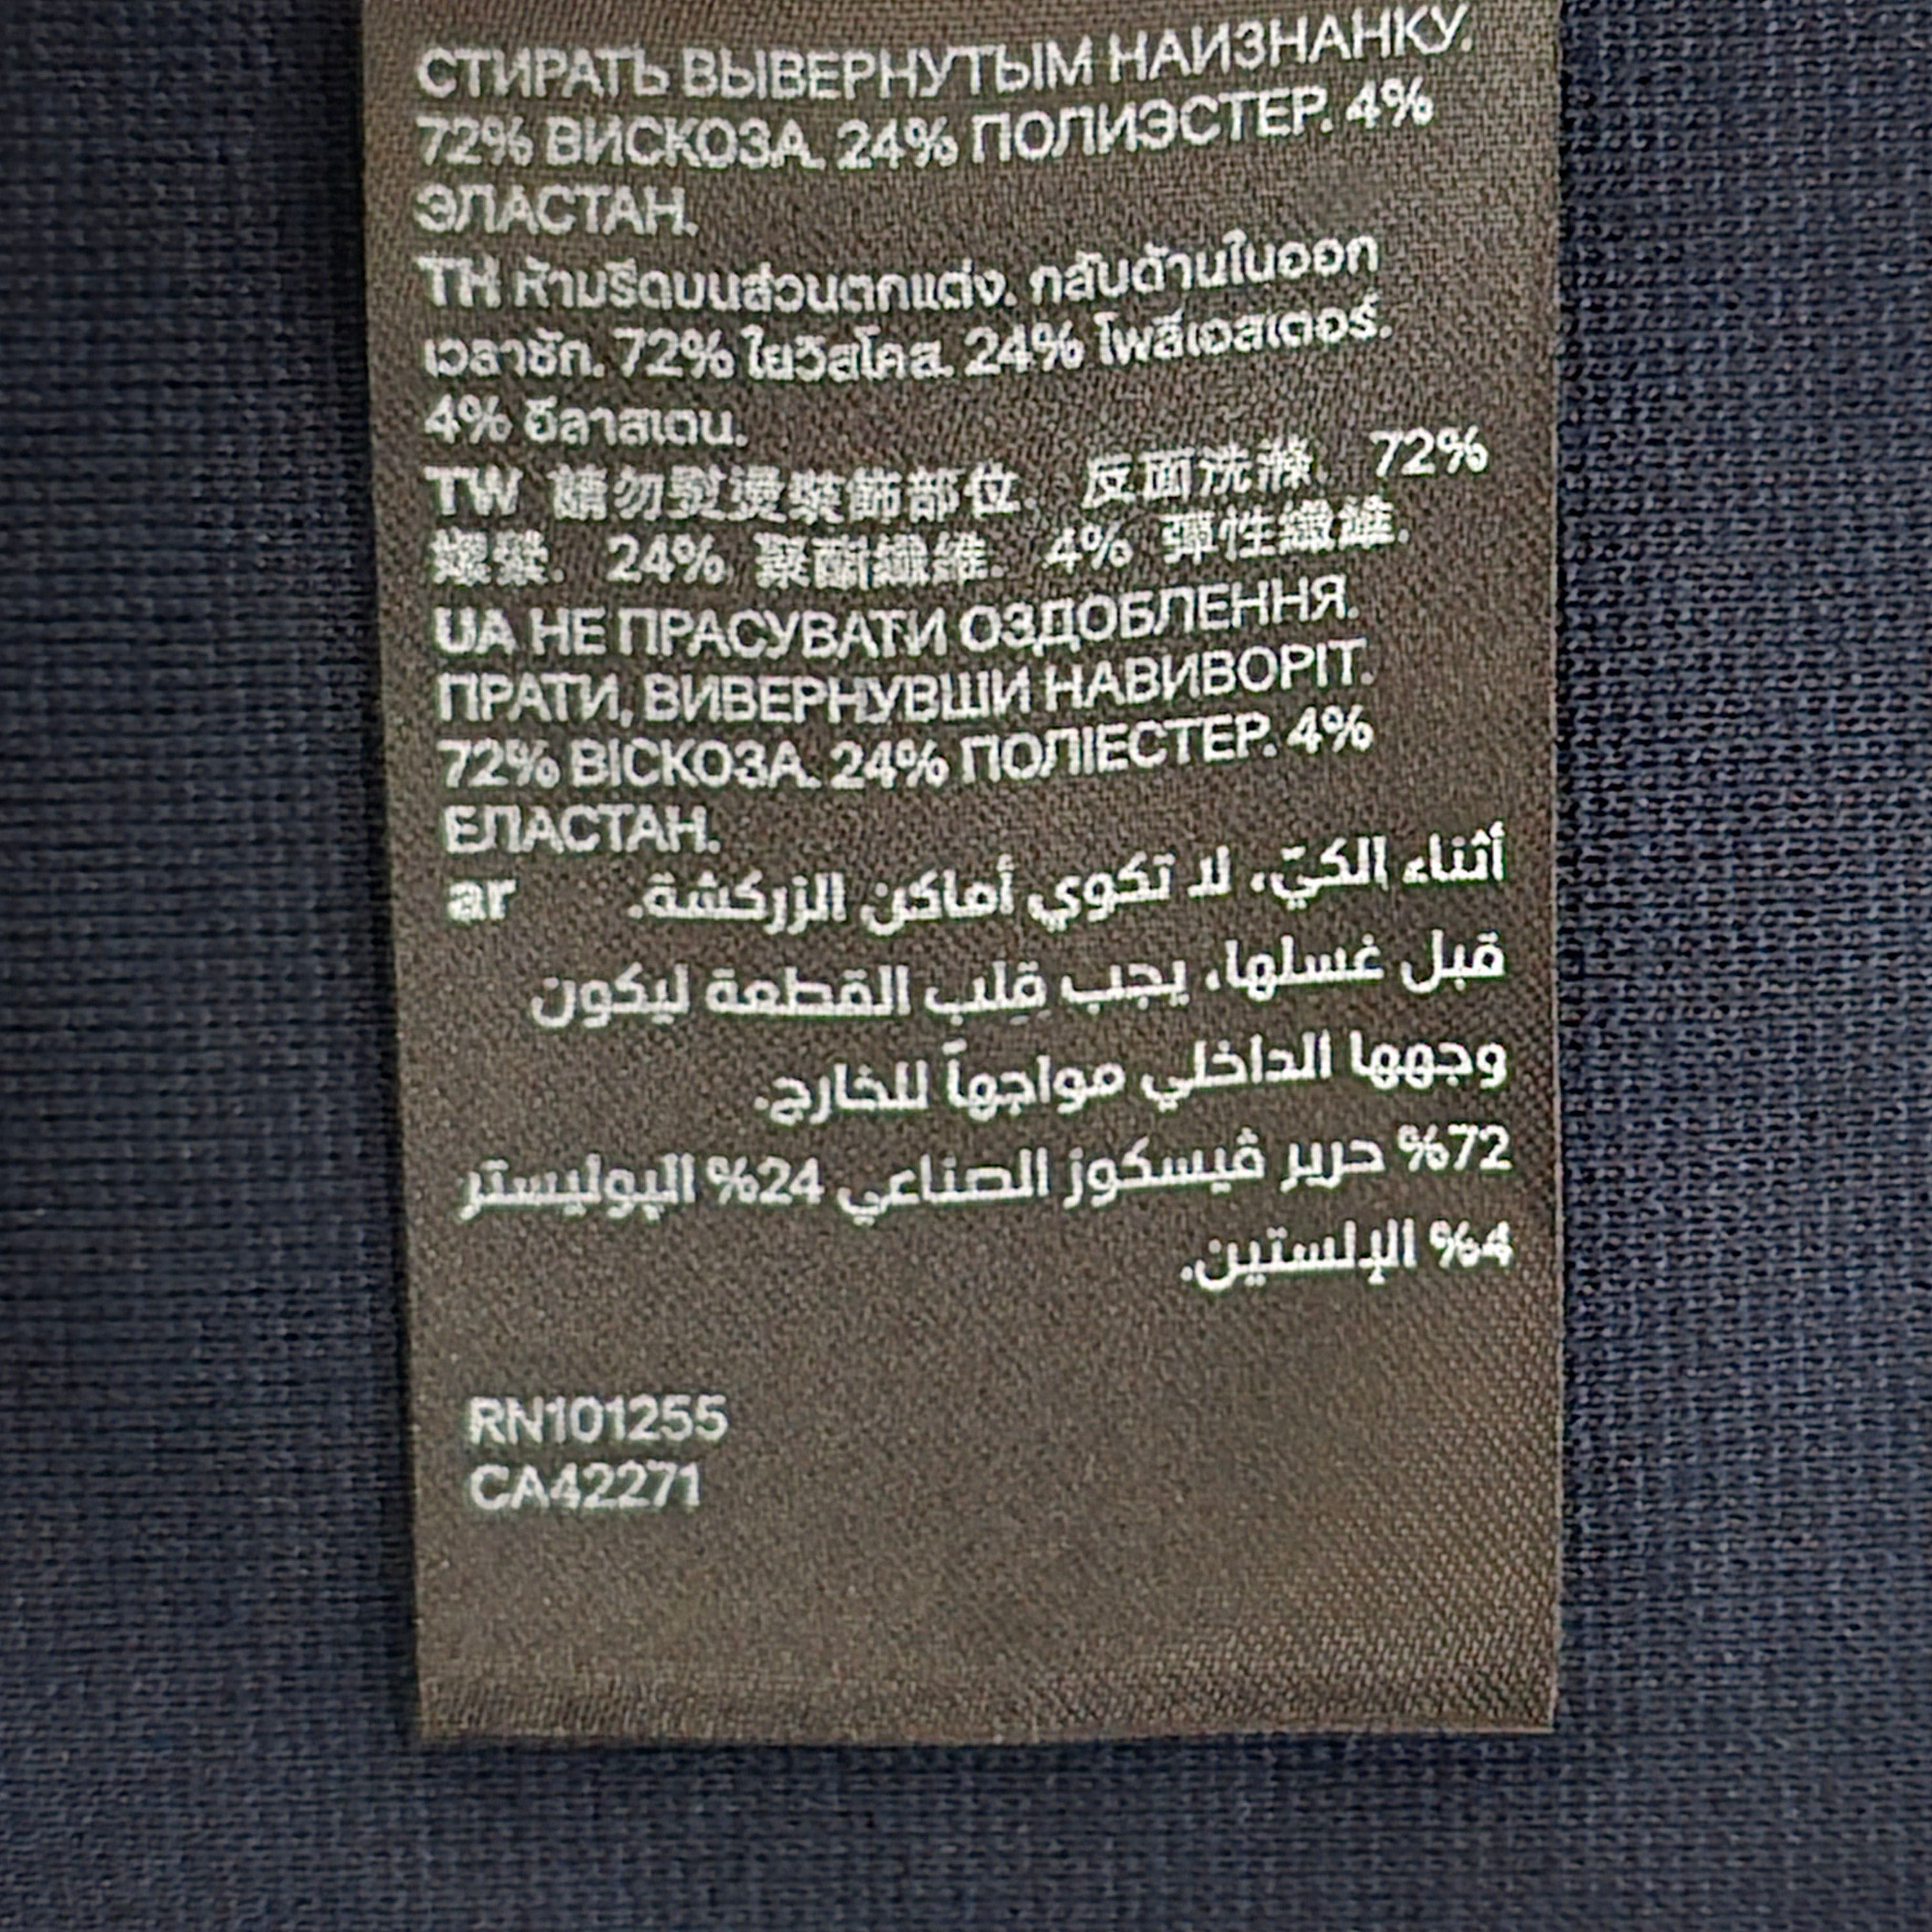 СТИРАТЬ ВЫВЕРНУТЫМ НАИЗНАНКУ.
72% ВИСКОЗА. 24% ПОЛИЭСТЕР. 4%
ЭЛАСТАН.
TH ห้ามรีดบนส่วนตกแต่ง. กลับด้านในออก
เวลาซัก. 72% ใยวิสโคส. 24% โพลีเอสเตอร์.
4% อีลาสเตน.
TW 請勿熨燙裝飾部位. 反面洗滌. 72%
嫘縈. 24% 聚酯纖維. 4% 彈性纖維.
UA НЕ ПРАСУВАТИ ОЗДОБЛЕННЯ.
ПРАТИ, ВИВЕРНУВШИ НАВИВОРІТ.
72% ВІСКОЗА. 24% ПОЛІЕСТЕР. 4%
ЕЛАСТАН.
ar أثناء الكيّ، لا تكوي أماكن الزركشة.
قبل غسلها، يجب قلب القطعة ليكون
وجهها الداخلي مواجهاً للخارج.
72% حرير ڤيسكوز الصناعي 24% البوليستر
4% الإلستين.
RN101255
CA42271